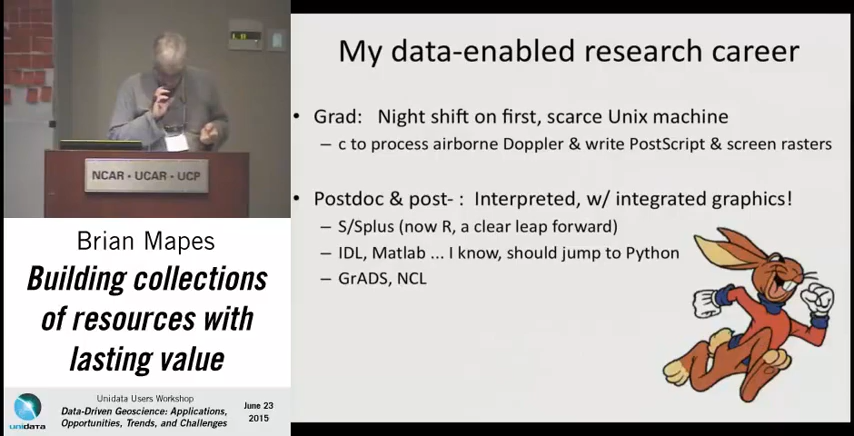 NCAR • UCAR - UCP
Brian Mapes
Building collections
of resources with
lasting value
unidata
Unidata Users Workshop
Data-Driven Geoscience: Applications,
Opportunities, Trends, and Challenges
June 23
2015
My data-enabled research career
• Grad: Night shift on first, scarce Unix machine
– c to process airborne Doppler & write PostScript & screen rasters
• Postdoc & post- : Interpreted, w/ integrated graphics!
– S/Splus (now R, a clear leap forward)
– IDL, Matlab ... I know, should jump to Python
– GrADS, NCL